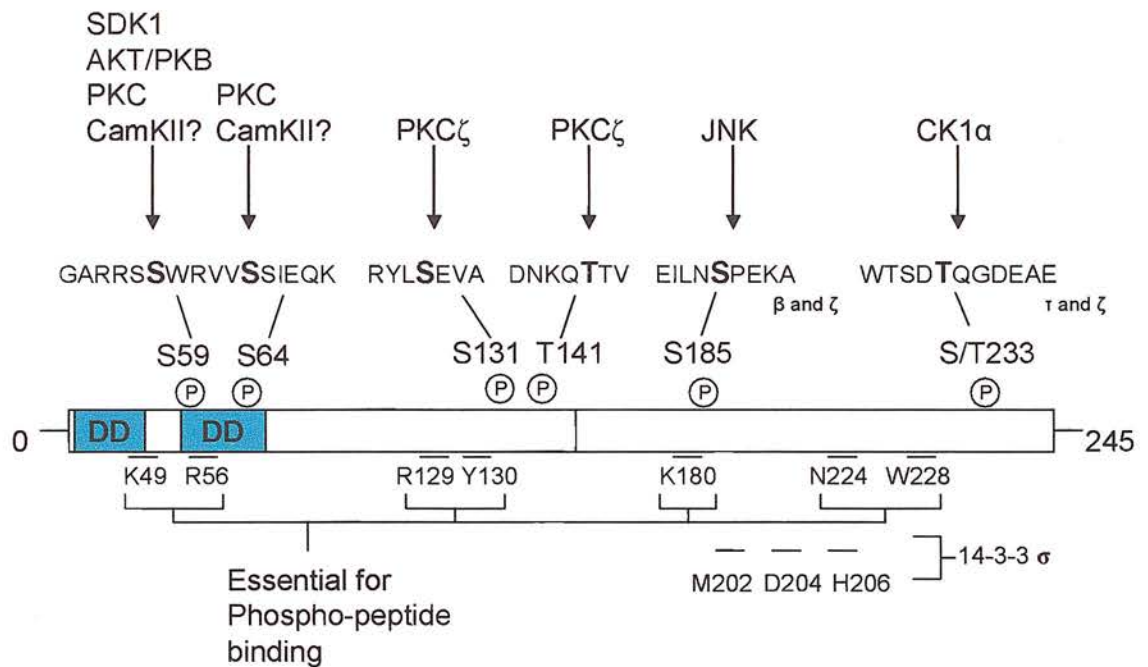 SDK1
AKT/PKB
PKC PKC
CamKII? CamKII? PKCζ PKCζ JNK CK1α
GARRSSWRVVSSIEQK RYLSEVA DNKQTTV EILNSPEKA WTSDTQGDEAE
β and ζ τ and ζ
S59 S64 S131 T141 S185 S/T233
P P P P P P
DD DD
0 245
K49 R56 R129 Y130 K180 N224 W228
14-3-3 σ
M202 D204 H206
Essential for
Phospho-peptide
binding